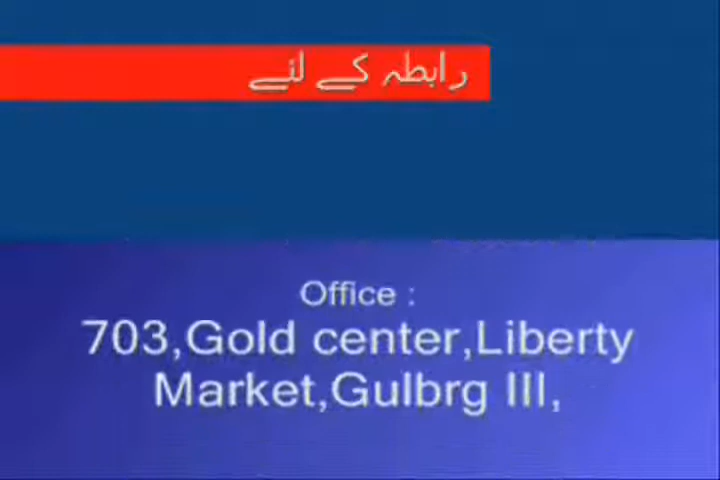 رابطہ کے لئے
Office :
703,Gold center,Liberty
Market,Gulbrg III,